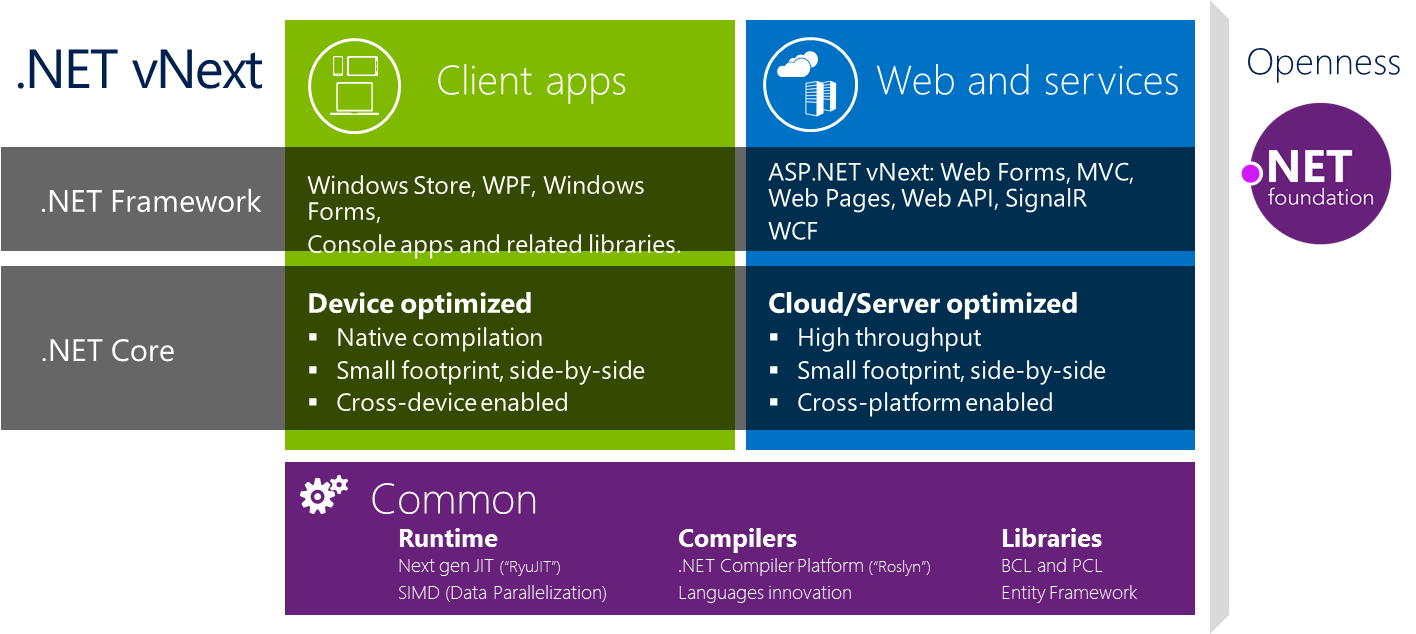 .NET vNext
Client apps
Web and services
Openness
.NET
foundation
.NET Framework
Windows Store, WPF, Windows
Forms,
Console apps and related libraries.
ASP.NET vNext: Web Forms, MVC,
Web Pages, Web API, SignalR
WCF
.NET Core
Device optimized
▪ Native compilation
▪ Small footprint, side-by-side
▪ Cross-device enabled
Cloud/Server optimized
▪ High throughput
▪ Small footprint, side-by-side
▪ Cross-platform enabled
Common
Runtime
Next gen JIT (“RyuJIT”)
SIMD (Data Parallelization)
Compilers
.NET Compiler Platform (“Roslyn”)
Languages innovation
Libraries
BCL and PCL
Entity Framework